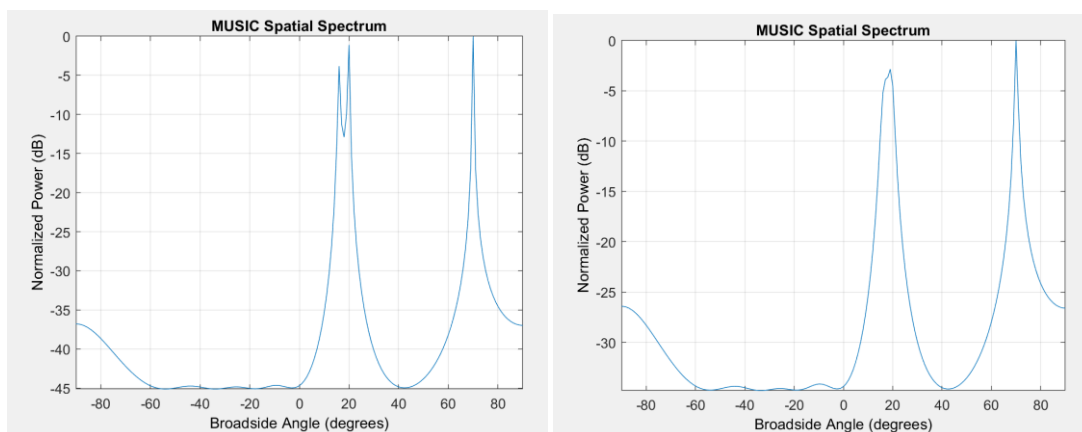 MUSIC Spatial Spectrum
0
-5
-10
-15
-20
-25
-30
-35
-40
-45
Normalized Power (dB)
-80 -60 -40 -20 0 20 40 60 80
Broadside Angle (degrees)
MUSIC Spatial Spectrum
0
-5
-10
-15
-20
-25
-30
Normalized Power (dB)
-80 -60 -40 -20 0 20 40 60 80
Broadside Angle (degrees)